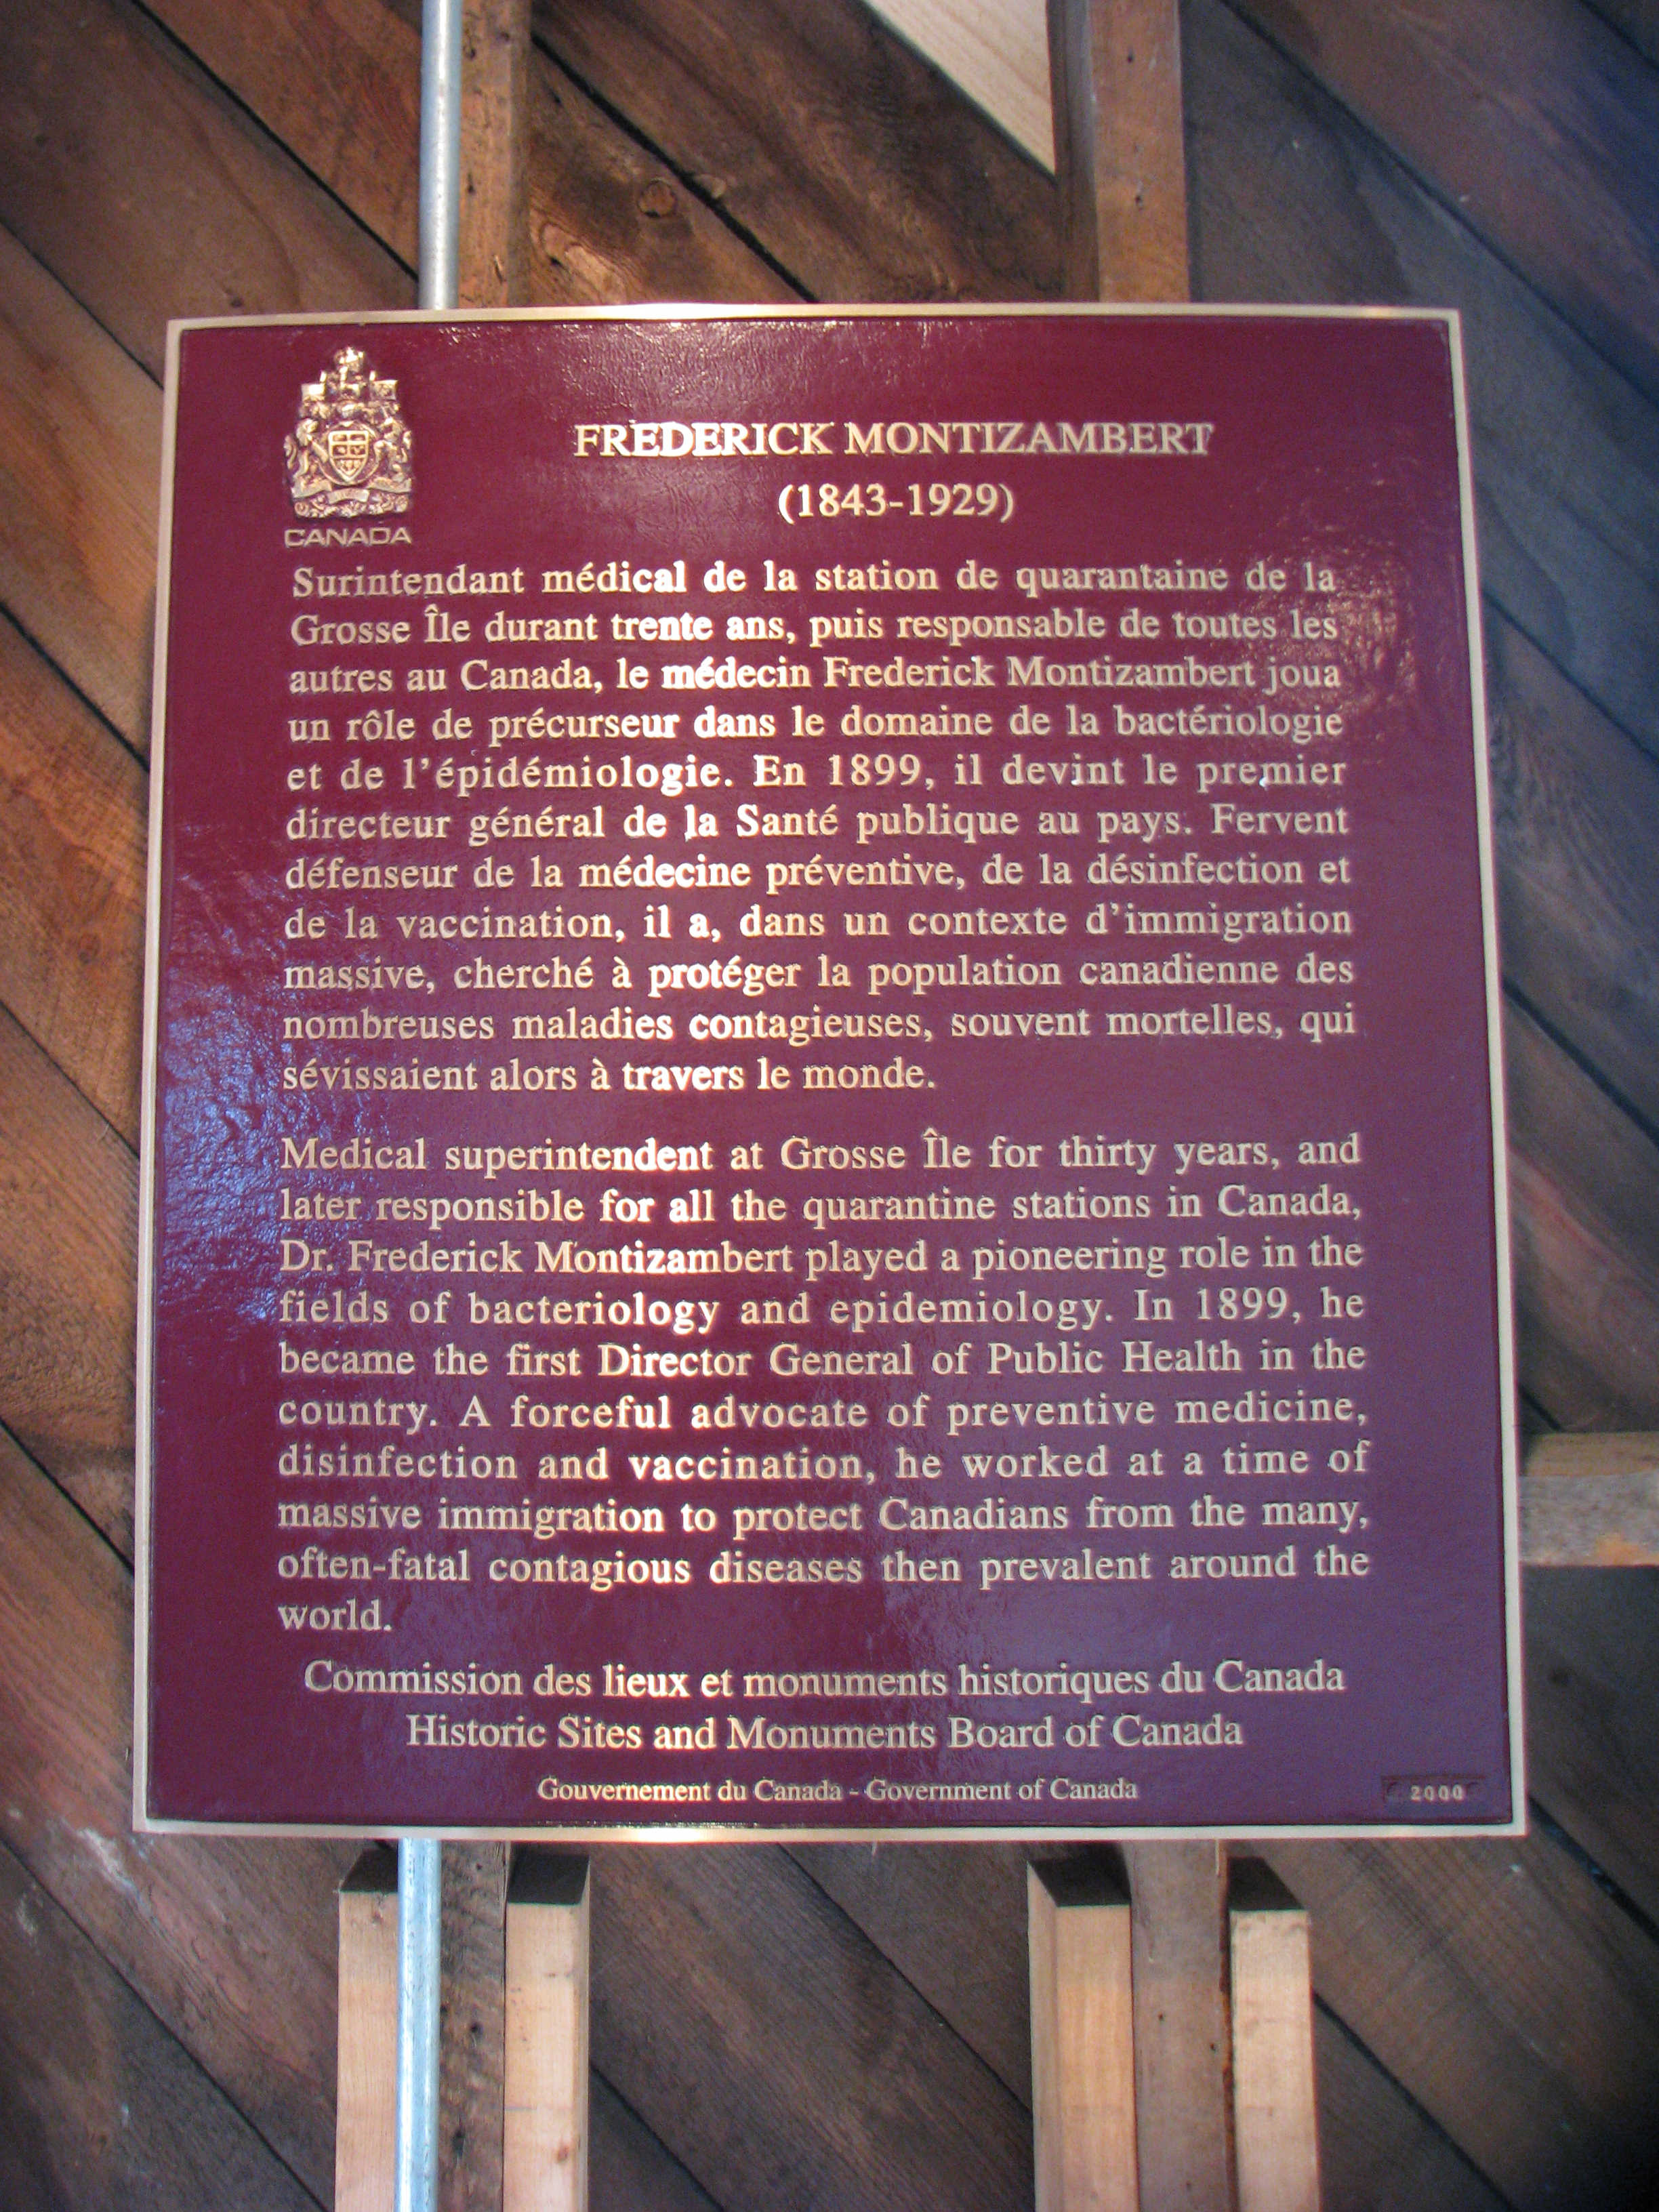 CANADA
FREDERICK MONTIZAMBERT
(1843-1929)
Surintendant médical de la station de quarantaine de la
Grosse Île durant trente ans, puis responsable de toutes les
autres au Canada, le médecin Frederick Montizambert joua
un rôle de précurseur dans le domaine de la bactériologie
et de l'épidémiologie. En 1899, il devint le premier
directeur général de la Santé publique au pays. Fervent
défenseur de la médecine préventive, de la désinfection et
de la vaccination, il a, dans un contexte d'immigration
massive, cherché à protéger la population canadienne des
nombreuses maladies contagieuses, souvent mortelles, qui
sévissaient alors à travers le monde.
Medical superintendent at Grosse Île for thirty years, and
later responsible for all the quarantine stations in Canada,
Dr. Frederick Montizambert played a pioneering role in the
fields of bacteriology and epidemiology. In 1899, he
became the first Director General of Public Health in the
country. A forceful advocate of preventive medicine,
disinfection and vaccination, he worked at a time of
massive immigration to protect Canadians from the many,
often-fatal contagious diseases then prevalent around the
world.
Commission des lieux et monuments historiques du Canada
Historic Sites and Monuments Board of Canada
Gouvernement du Canada - Government of Canada
2000